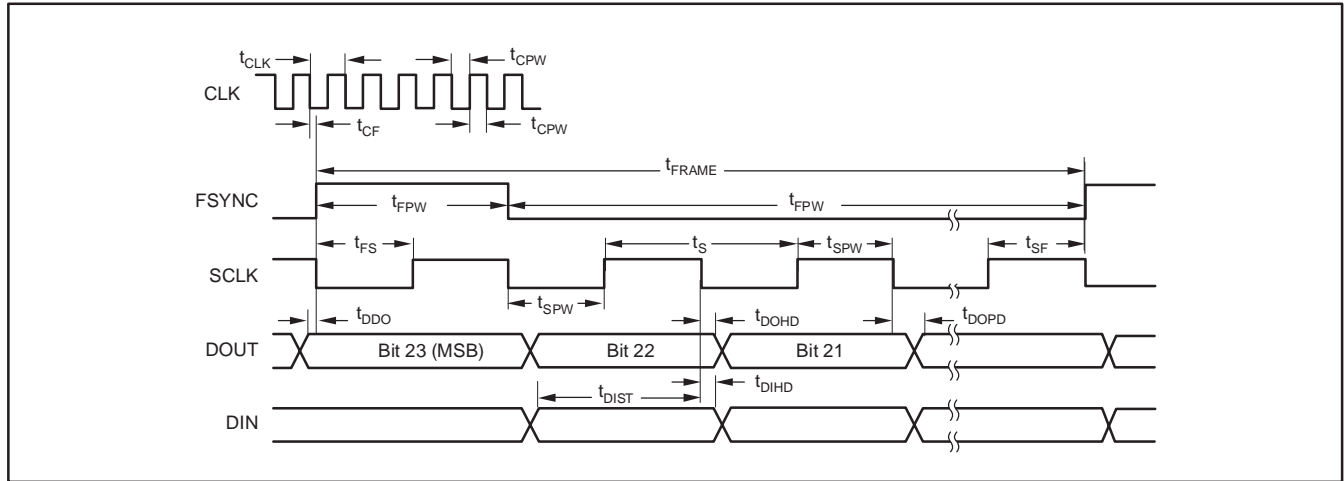 tCLK
tCPW
CLK
tCF
tCPW
tFRAME
FSYNC
tFPW
tFPW
tFS
tS
tSPW
tSF
SCLK
tSPW
tDDO
tDOHD
tDOPD
DOUT
Bit 23 (MSB)
Bit 22
Bit 21
tDIST
tDIHD
DIN